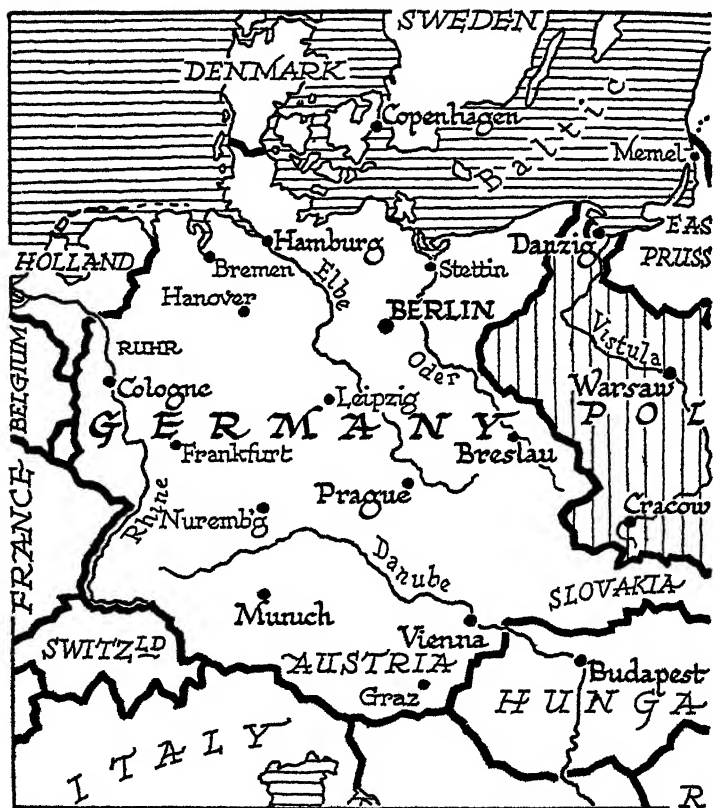 SWEDEN
DENMARK
Copenhagen
Baltic
Memel
HOLLAND
Hamburg
Danzig
EAS
PRUSS
Bremen
Elbe
Stettin
Hanover
BERLIN
BELGIUM
RUHR
Oder
Vistula
Cologne
Leipzig
Warsaw
GERMANY
POL
Frankfurt
Breslau
FRANCE
Rhine
Nuremb'g
Prague
Cracow
Danube
SLOVAKIA
Munich
Vienna
SWITZLD
AUSTRIA
Budapest
Graz
HUNGA
ITALY
R